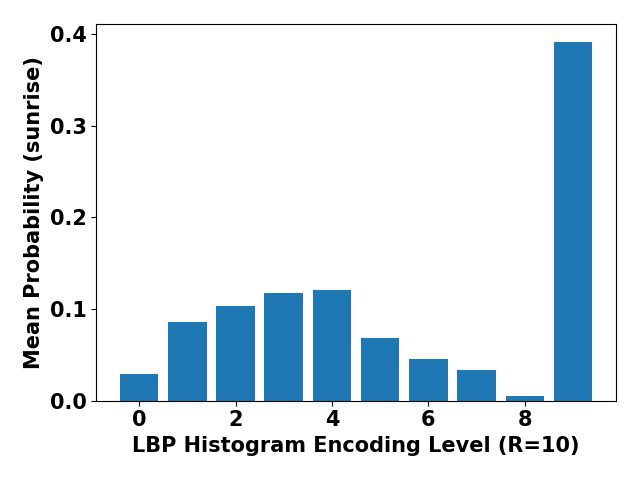 0.4
0.3
0.2
0.1
0.0
Mean Probability (sunrise)
0 2 4 6 8
LBP Histogram Encoding Level (R=10)